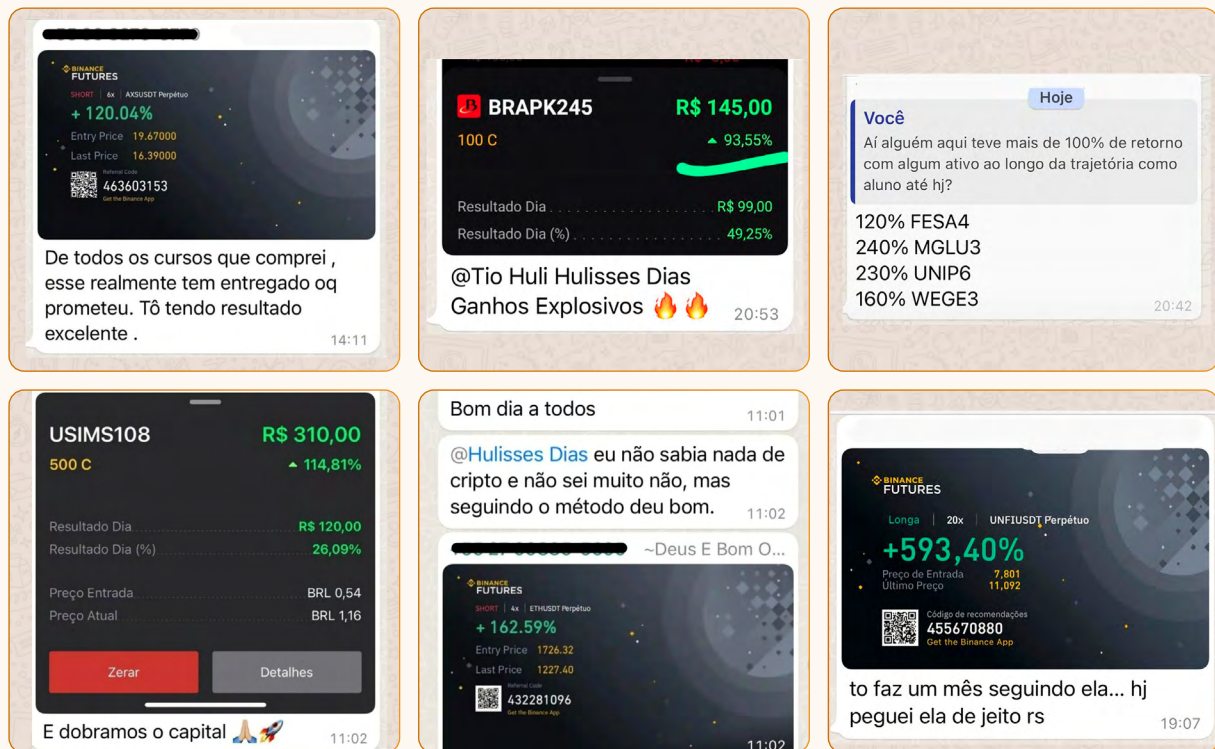 BINANCE
FUTURES
SHORT | 6x | AXSUSDT Perpétuo
+ 120.04%
Entry Price 19.67000
Last Price 16.39000
Referral Code
463603153
Get the Binance App
De todos os cursos que comprei ,
esse realmente tem entregado oq
prometeu. Tô tendo resultado
excelente .
14:11
BRAPK245 R$ 145,00
100 C 93,55%
Resultado Dia R$ 99,00
Resultado Dia (%) 49,25%
@Tio Huli Hulisses Dias
Ganhos Explosivos 🔥🔥
20:53
Hoje
Você
Aí alguém aqui teve mais de 100% de retorno
com algum ativo ao longo da trajetória como
aluno até hj?
120% FESA4
240% MGLU3
230% UNIP6
160% WEGE3
20:42
USIMS108 R$ 310,00
500 C 114,81%
Resultado Dia R$ 120,00
Resultado Dia (%) 26,09%
Preço Entrada BRL 0,54
Preço Atual BRL 1,16
Zerar Detalhes
E dobramos o capital 🙏🏼🚀
11:02
Bom dia a todos
11:01
@Hulisses Dias eu não sabia nada de
cripto e não sei muito não, mas
seguindo o método deu bom.
11:02
~Deus E Bom O...
BINANCE
FUTURES
SHORT | 4x | ETHUSDT Perpétuo
+ 162.59%
Entry Price 1726.32
Last Price 1227.40
Referral Code
432281096
Get the Binance App
11:02
BINANCE
FUTURES
Longa | 20x | UNFIUSDT Perpétuo
+593,40%
Preço de Entrada 7,801
Último Preço 11,092
Código de recomendações
455670880
Get the Binance App
to faz um mês seguindo ela... hj
peguei ela de jeito rs
19:07